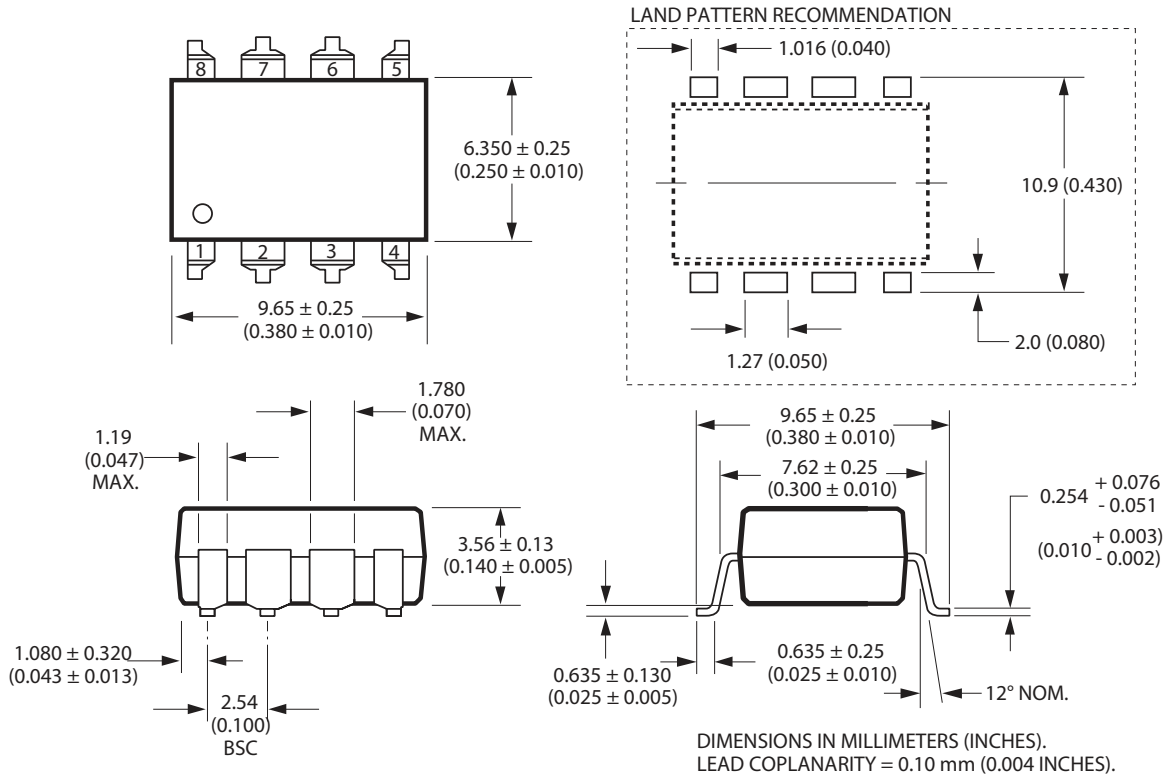 LAND PATTERN RECOMMENDATION
8 7 6 5
1 2 3 4
6.350 ± 0.25
(0.250 ± 0.010)
9.65 ± 0.25
(0.380 ± 0.010)
1.016 (0.040)
10.9 (0.430)
2.0 (0.080)
1.27 (0.050)
1.780
(0.070)
MAX.
1.19
(0.047)
MAX.
3.56 ± 0.13
(0.140 ± 0.005)
1.080 ± 0.320
(0.043 ± 0.013)
2.54
(0.100)
BSC
9.65 ± 0.25
(0.380 ± 0.010)
7.62 ± 0.25
(0.300 ± 0.010)
0.254 + 0.076
- 0.051
(0.010 + 0.003)
- 0.002)
0.635 ± 0.130
(0.025 ± 0.005)
0.635 ± 0.25
(0.025 ± 0.010)
12° NOM.
DIMENSIONS IN MILLIMETERS (INCHES).
LEAD COPLANARITY = 0.10 mm (0.004 INCHES).